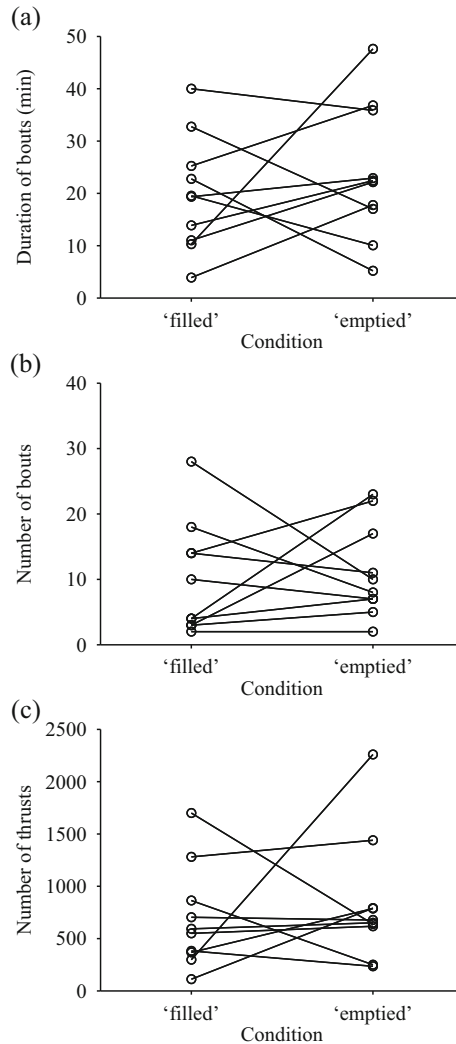 (a)
50
40
30
20
10
0
Duration of bouts (min)
‘filled’ ‘emptied’
Condition
(b)
40
30
20
10
0
Number of bouts
‘filled’ ‘emptied’
Condition
(c)
2500
2000
1500
1000
500
0
Number of thrusts
‘filled’ ‘emptied’
Condition